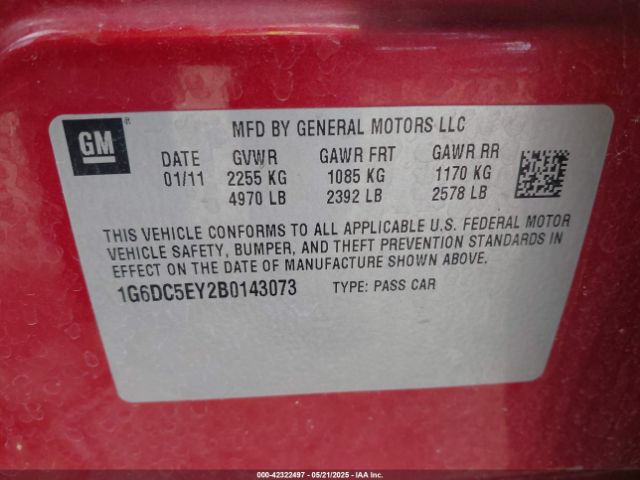 GM ®
MFD BY GENERAL MOTORS LLC
DATE GVWR GAWR FRT GAWR RR
01/11 2255 KG 1085 KG 1170 KG
4970 LB 2392 LB 2578 LB
THIS VEHICLE CONFORMS TO ALL APPLICABLE U.S. FEDERAL MOTOR
VEHICLE SAFETY, BUMPER, AND THEFT PREVENTION STANDARDS IN
EFFECT ON THE DATE OF MANUFACTURE SHOWN ABOVE.
1G6DC5EY2B0143073 TYPE: PASS CAR
000-42322497 - 05/21/2025 - IAA Inc.